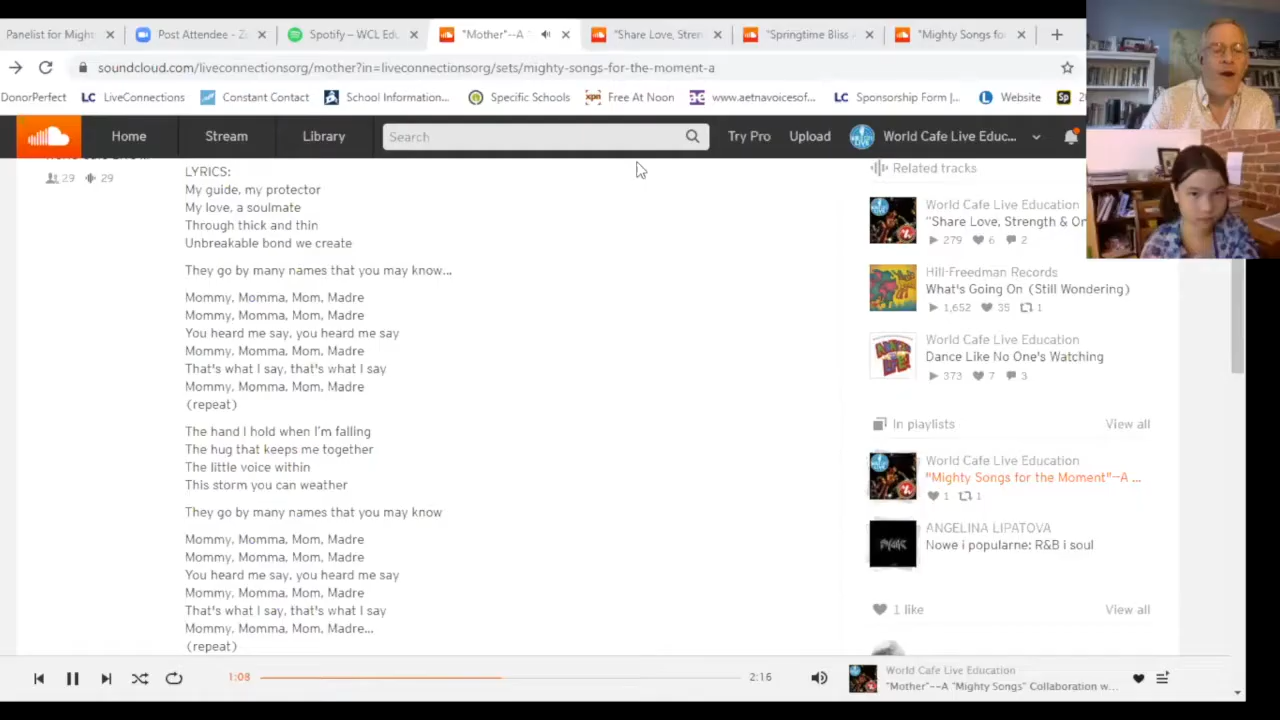 Panelist for Might
Post Attendee - Z
Spotify – WCL Edu
"Mother"--A "
"Share Love, Stren
"Springtime Bliss
"Mighty Songs fo
soundcloud.com/liveconnectionsorg/mother?in=liveconnectionsorg/sets/mighty-songs-for-the-moment-a
DonorPerfect
LC LiveConnections
Constant Contact
School Information...
Specific Schools
xpn Free At Noon
www.aetnavoicesof...
LC Sponsorship Form |...
L Website
Sp
Home
Stream
Library
Search
Try Pro
Upload
World Cafe Live Educ...
29 29
LYRICS:
My guide, my protector
My love, a soulmate
Through thick and thin
Unbreakable bond we create
They go by many names that you may know...
Mommy, Momma, Mom, Madre
Mommy, Momma, Mom, Madre
You heard me say, you heard me say
Mommy, Momma, Mom, Madre
That's what I say, that's what I say
Mommy, Momma, Mom, Madre
(repeat)
The hand I hold when I'm falling
The hug that keeps me together
The little voice within
This storm you can weather
They go by many names that you may know
Mommy, Momma, Mom, Madre
Mommy, Momma, Mom, Madre
You heard me say, you heard me say
Mommy, Momma, Mom, Madre
That's what I say, that's what I say
Mommy, Momma, Mom, Madre...
(repeat)
Related tracks
World Cafe Live Education
"Share Love, Strength & On
279 6 2
Hill-Freedman Records
What's Going On (Still Wondering)
1,652 35 1
World Cafe Live Education
Dance Like No One's Watching
373 7 3
In playlists
View all
World Cafe Live Education
"Mighty Songs for the Moment"--A ...
1 1
ANGELINA LIPATOVA
Nowe i popularne: R&B i soul
1 like
View all
1:08
2:16
World Cafe Live Education
"Mother"--A "Mighty Songs" Collaboration w...